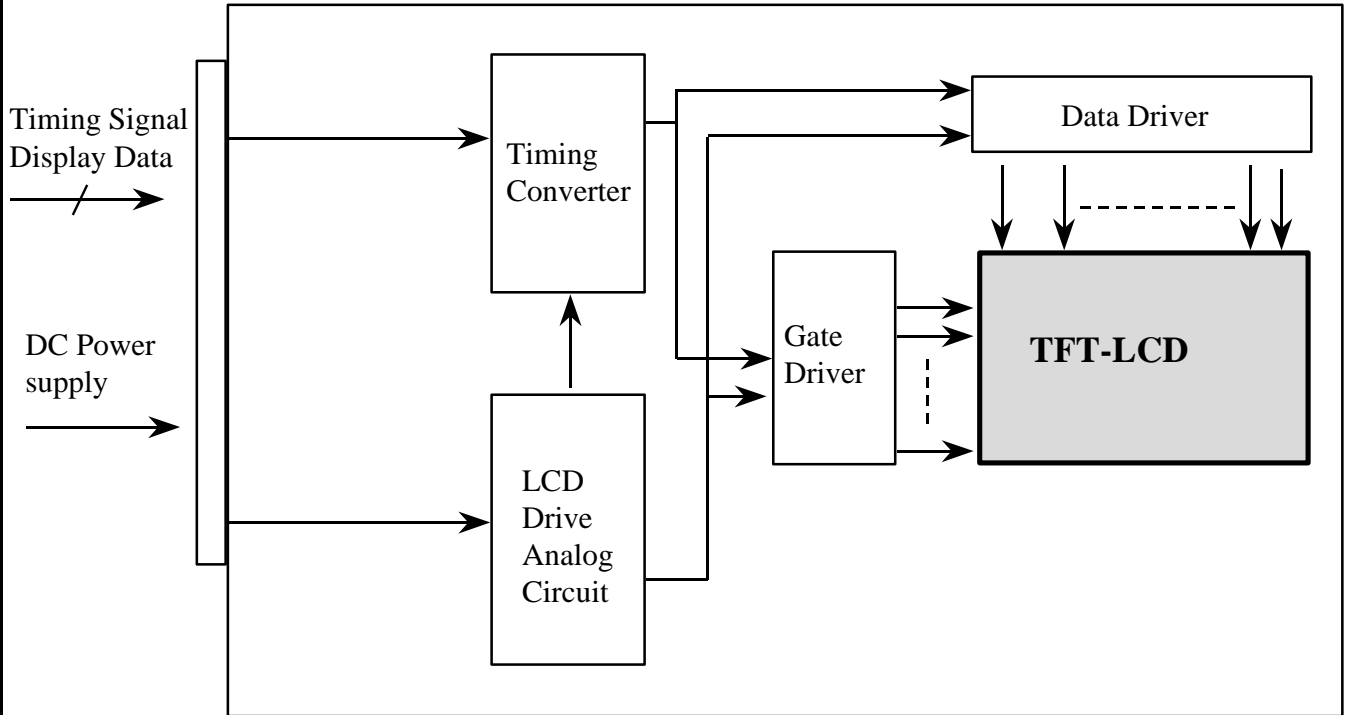 Timing Signal
Display Data
DC Power
supply
Timing
Converter
LCD
Drive
Analog
Circuit
Gate
Driver
Data Driver
TFT-LCD